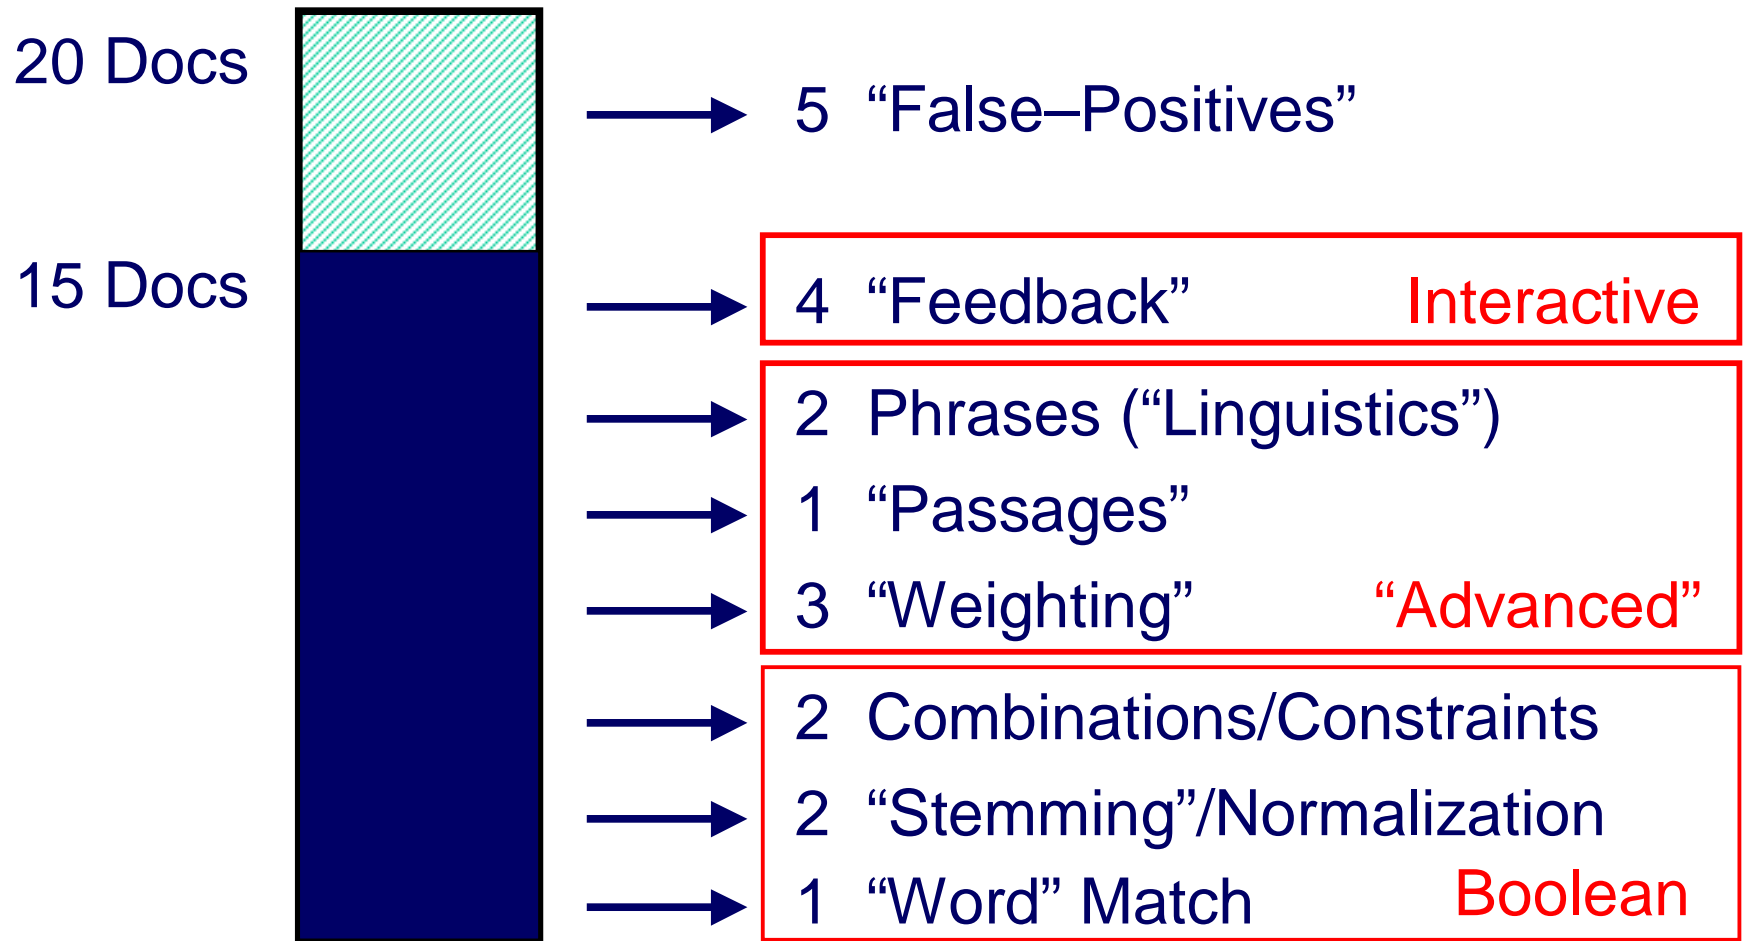 20 Docs
5 “False–Positives”
15 Docs
4 “Feedback” Interactive
2 Phrases (“Linguistics”)
1 “Passages”
3 “Weighting” “Advanced”
2 Combinations/Constraints
2 “Stemming”/Normalization
1 “Word” Match Boolean